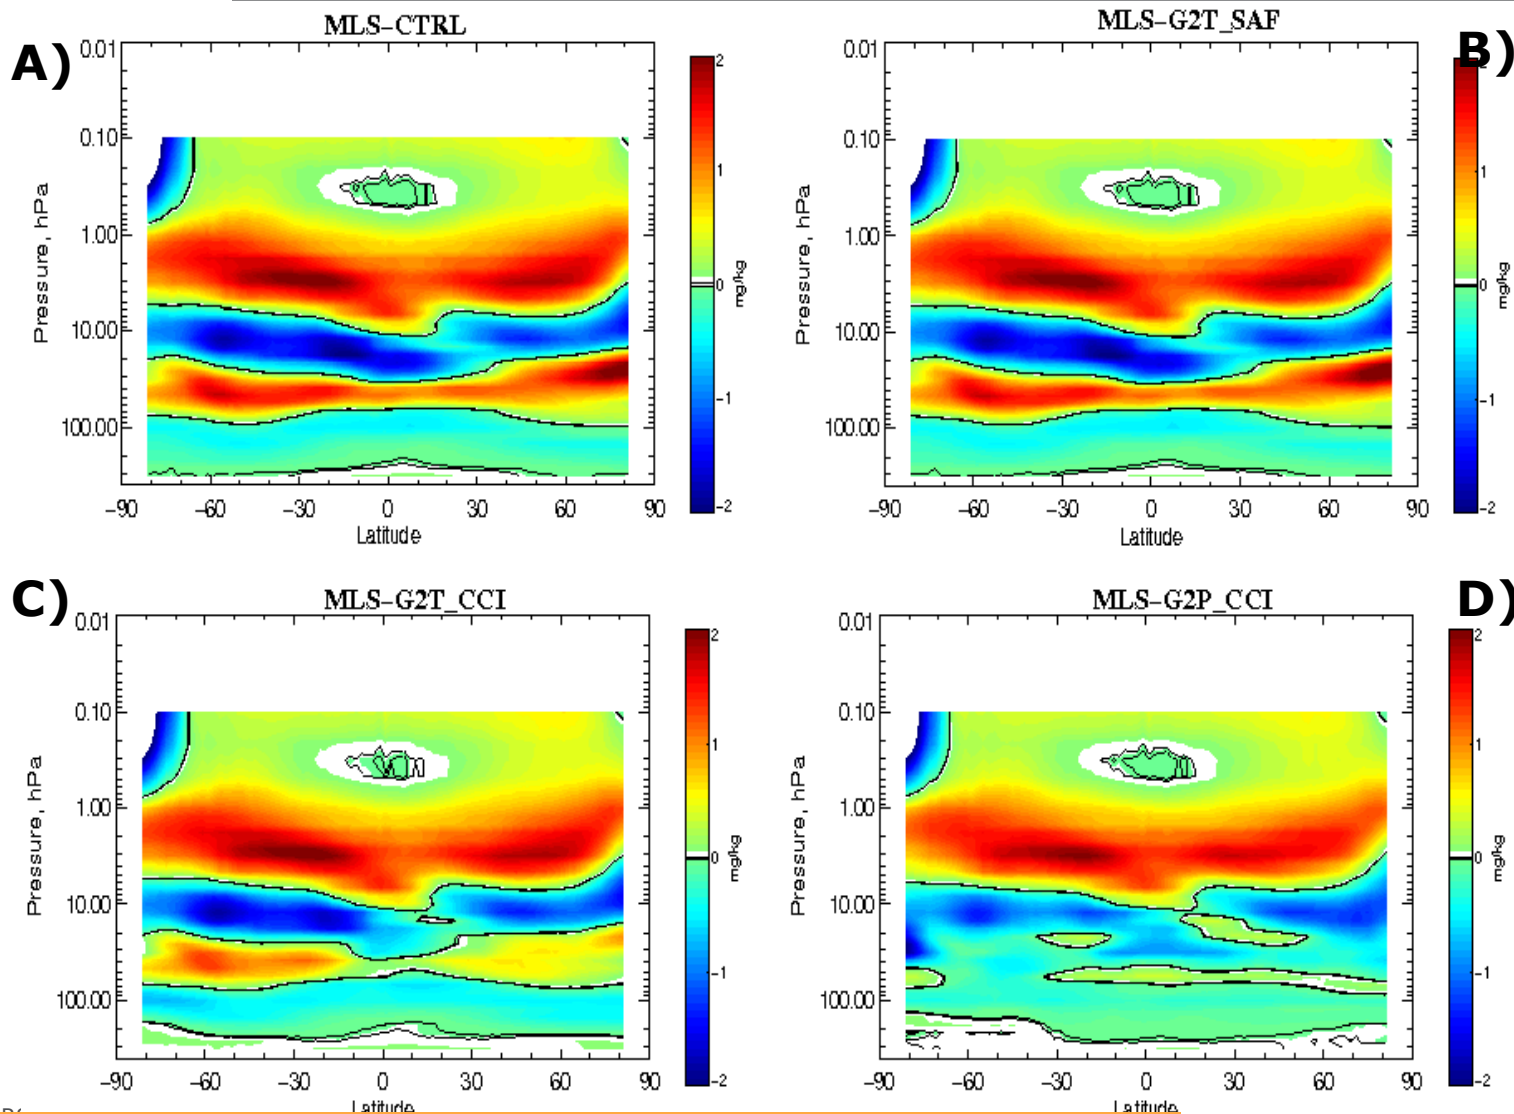 A)
MLS-CTRL
0.01
0.10
1.00
10.00
100.00
Pressure, hPa
-90 -60 -30 0 30 60 90
Latitude
2
1
0
-1
-2
mg/kg
B)
MLS-G2T_SAF
0.01
0.10
1.00
10.00
100.00
Pressure, hPa
-90 -60 -30 0 30 60 90
Latitude
1
0
-1
-2
mg/kg
C)
MLS-G2T_CCI
0.01
0.10
1.00
10.00
100.00
Pressure, hPa
-90 -60 -30 0 30 60 90
Latitude
2
1
0
-1
-2
mg/kg
D)
MLS-G2P_CCI
0.01
0.10
1.00
10.00
100.00
Pressure, hPa
-90 -60 -30 0 30 60 90
Latitude
2
1
0
-1
-2
mg/kg